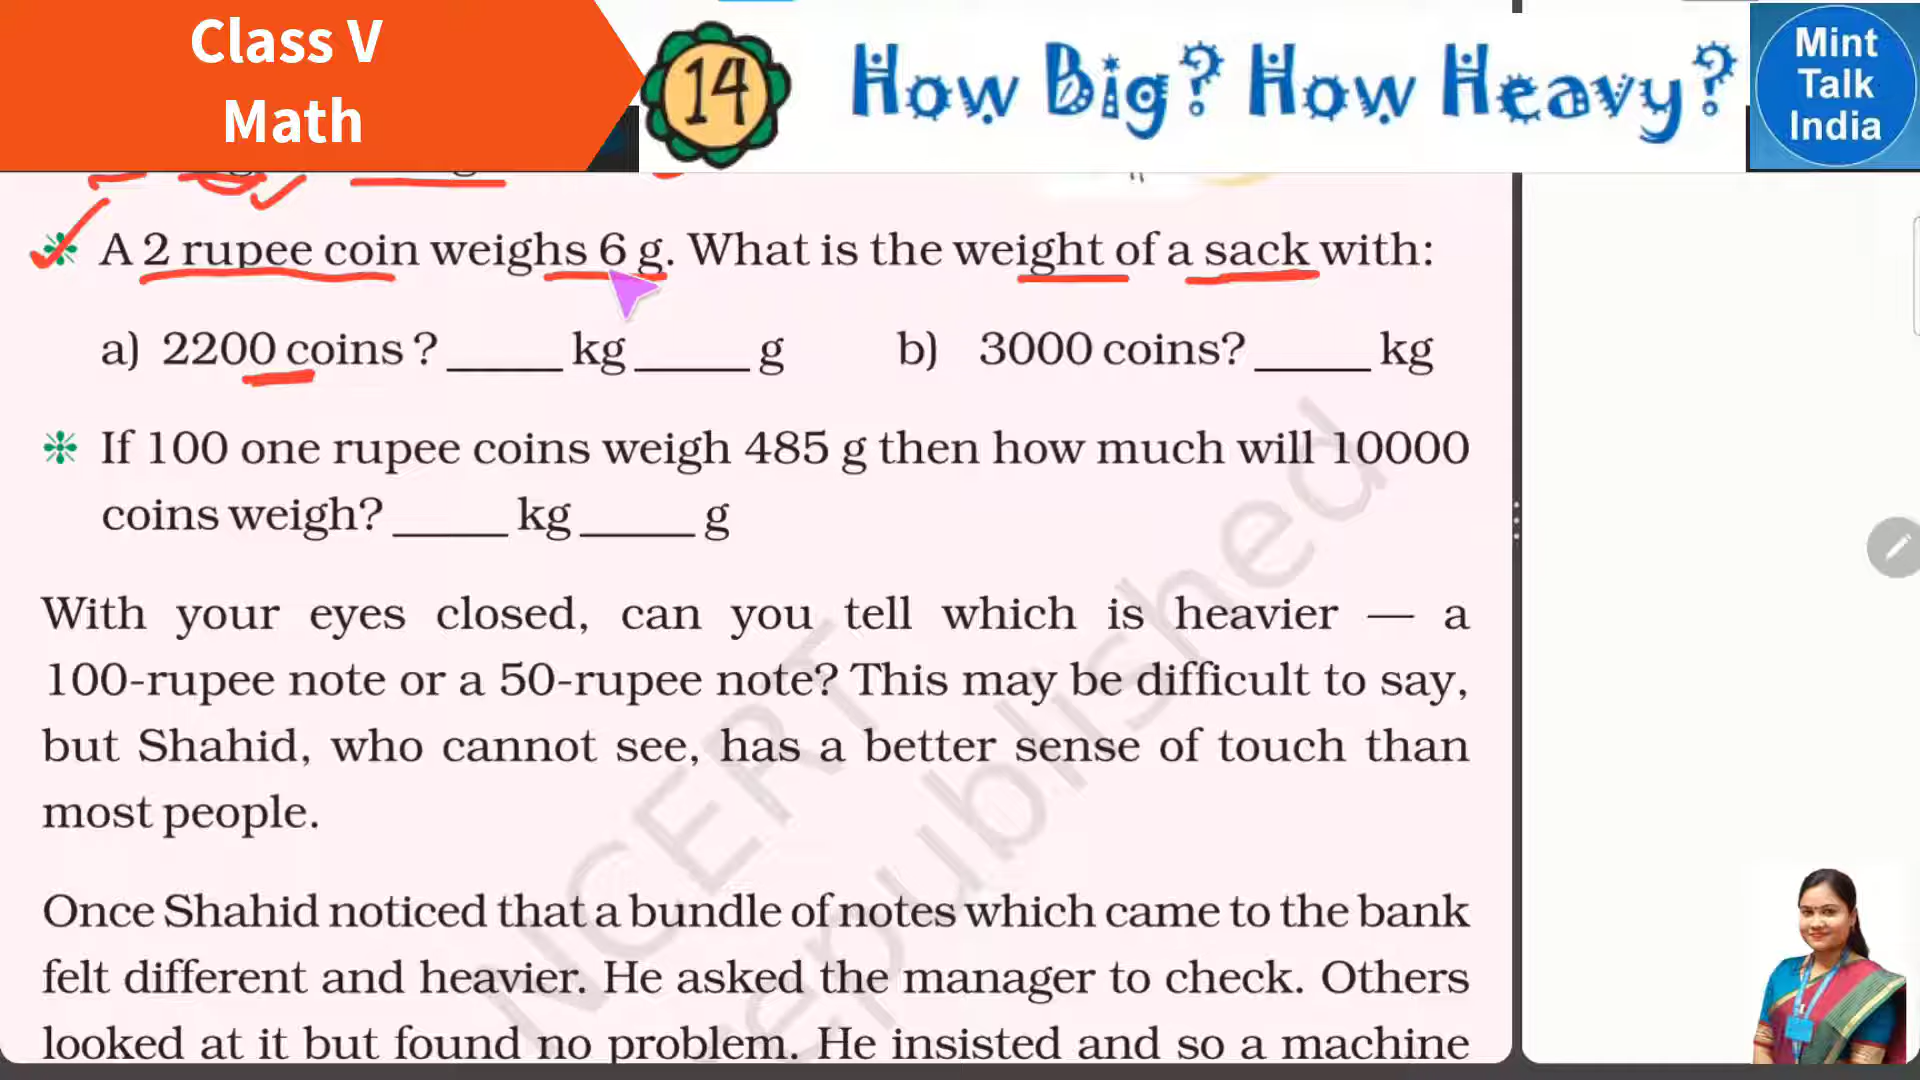 Class V
Math
14
How Big? How Heavy?
Mint
Talk
India
A 2 rupee coin weighs 6 g. What is the weight of a sack with:
a) 2200 coins ? _____ kg _____ g b) 3000 coins? _____ kg
If 100 one rupee coins weigh 485 g then how much will 10000
coins weigh? _____ kg _____ g
With your eyes closed, can you tell which is heavier — a
100-rupee note or a 50-rupee note? This may be difficult to say,
but Shahid, who cannot see, has a better sense of touch than
most people.
Once Shahid noticed that a bundle of notes which came to the bank
felt different and heavier. He asked the manager to check. Others
looked at it but found no problem. He insisted and so a machine
NCERT
republished